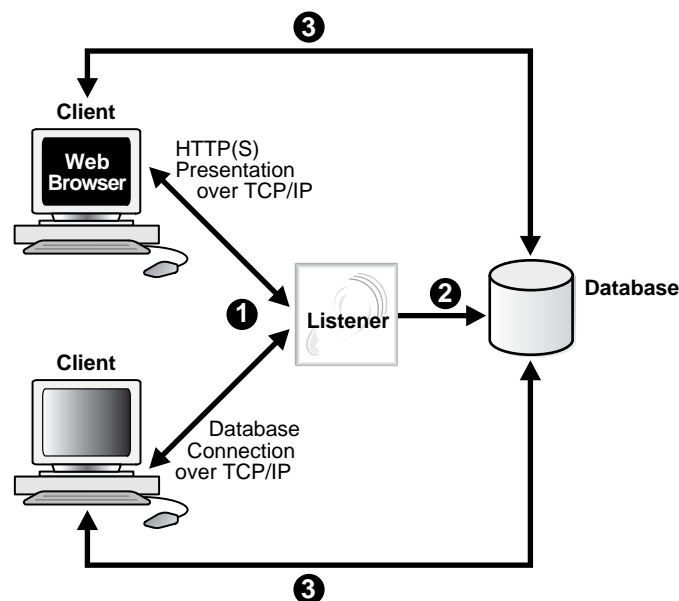 3
Client
Web
Browser
HTTP(S)
Presentation
over TCP/IP
1
Listener
2
Database
Client
Database
Connection
over TCP/IP
3